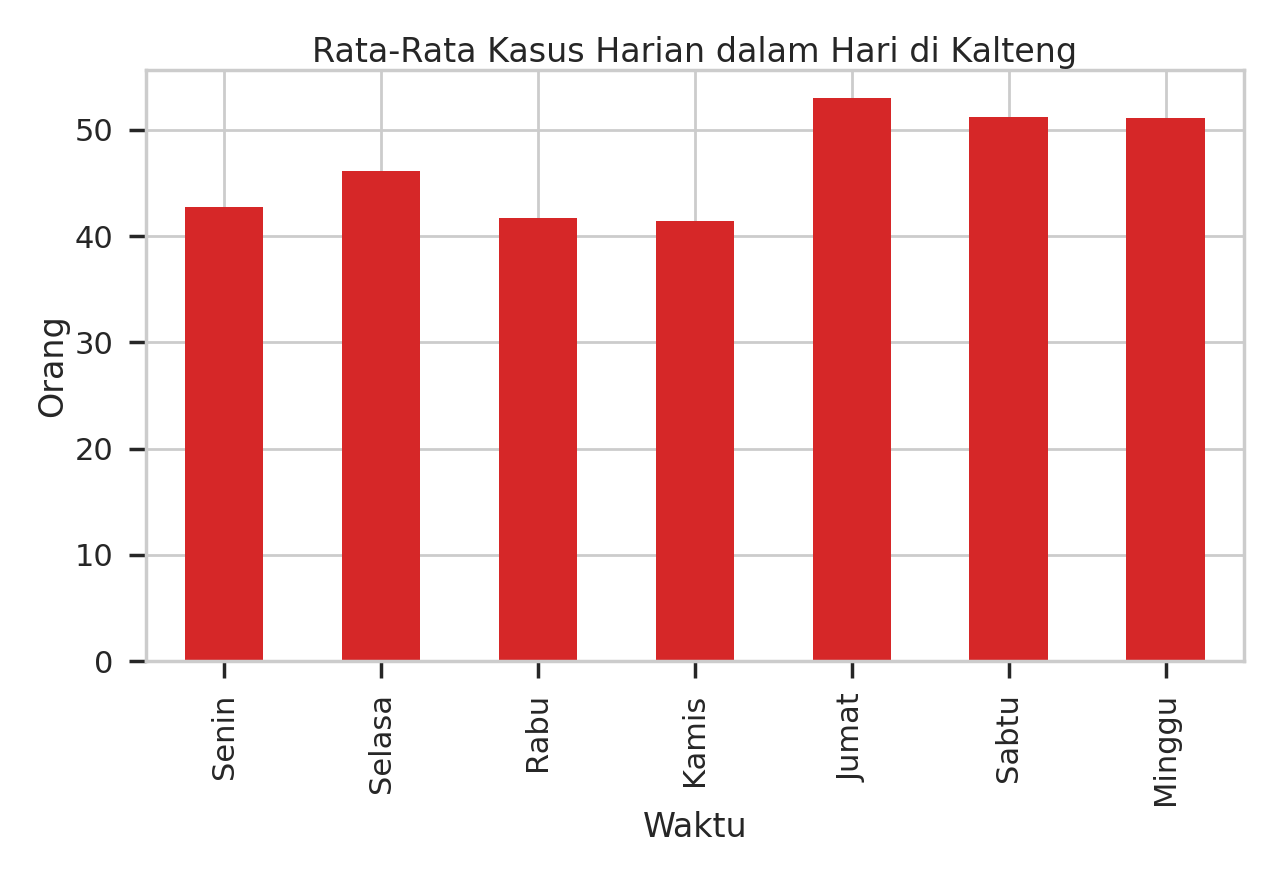 Rata-Rata Kasus Harian dalam Hari di Kalteng
Orang
50
40
30
20
10
0
Senin
Selasa
Rabu
Kamis
Jumat
Sabtu
Minggu
Waktu